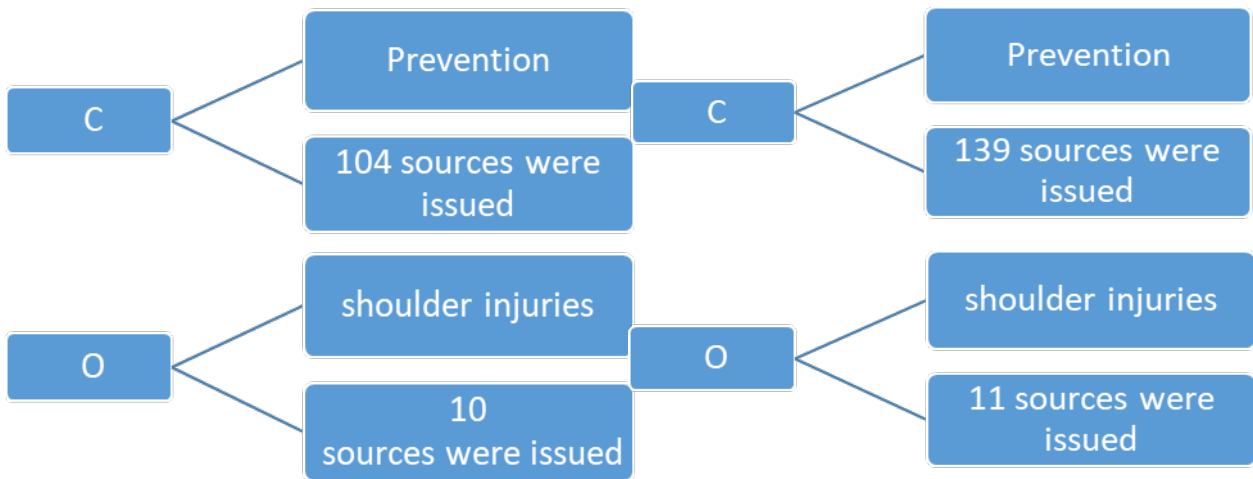 C
Prevention
104 sources were
issued
C
Prevention
139 sources were
issued
O
shoulder injuries
10
sources were issued
O
shoulder injuries
11 sources were
issued